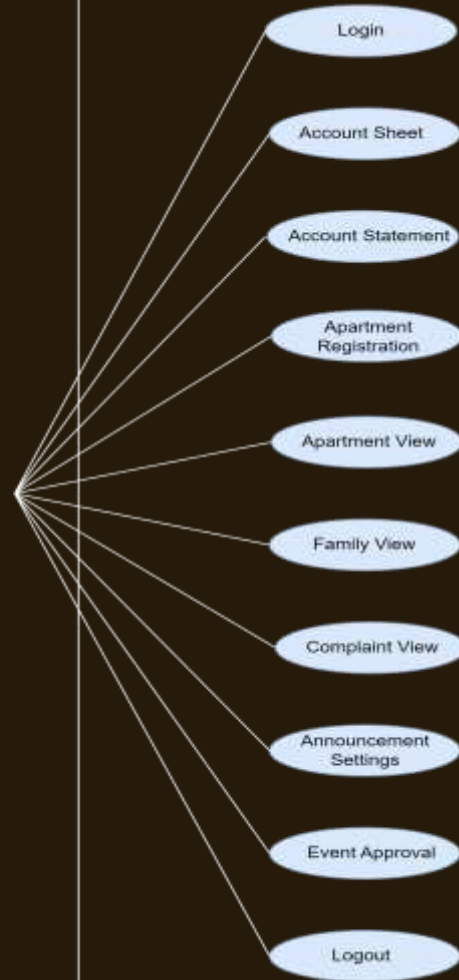 Login
Account Sheet
Account Statement
Apartment
Registration
Apartment View
Family View
Complaint View
Announcement
Settings
Event Approval
Logout